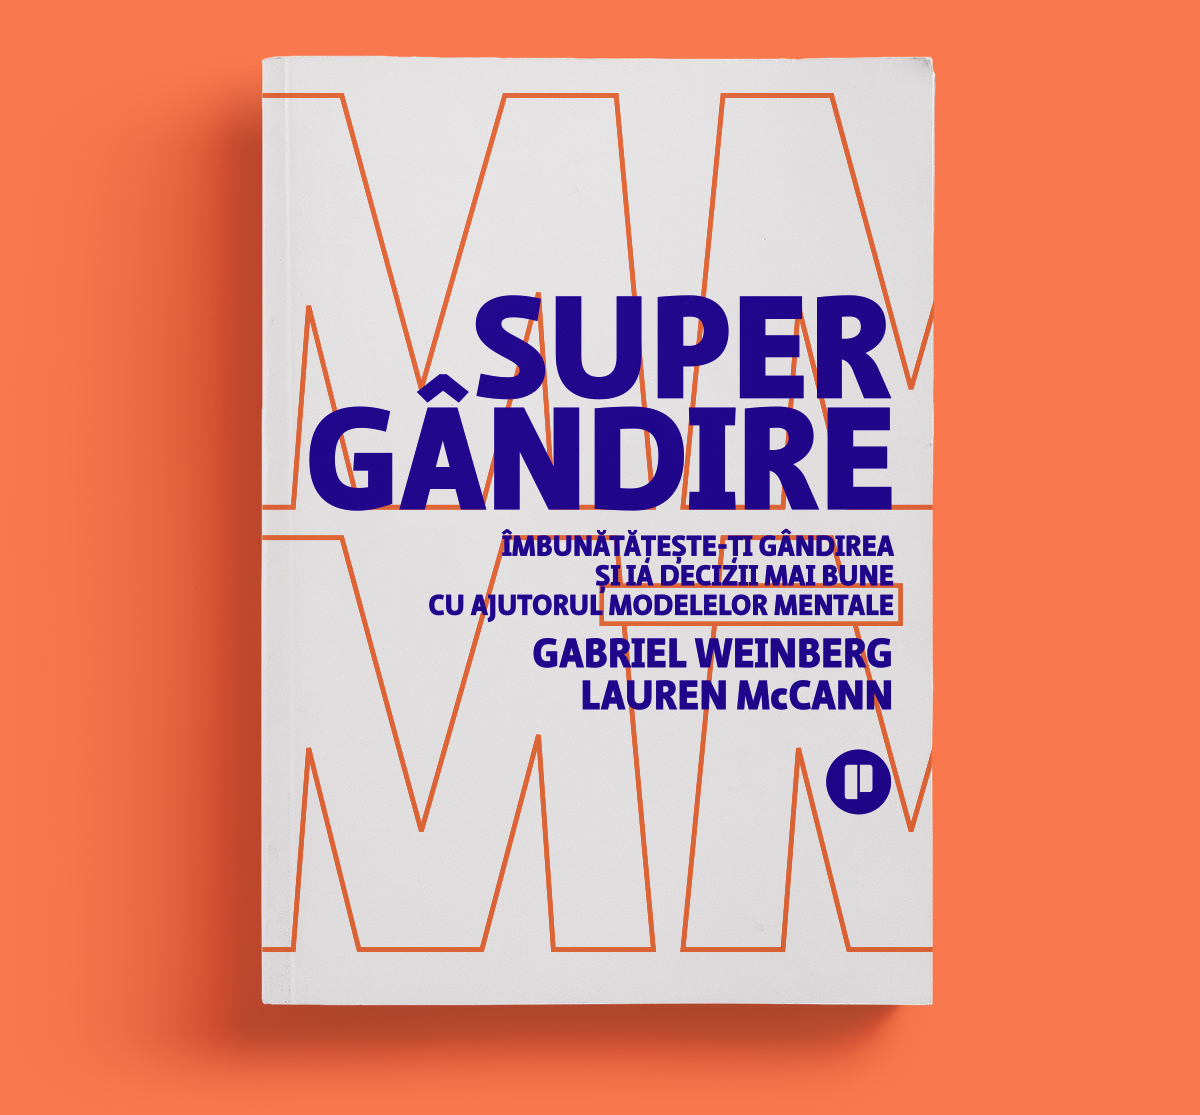 SUPER
GÂNDIRE
ÎMBUNĂTĂȚEȘTE-ȚI GÂNDIREA
ȘI IA DECIZII MAI BUNE
CU AJUTORUL MODELELOR MENTALE
GABRIEL WEINBERG
LAUREN McCANN